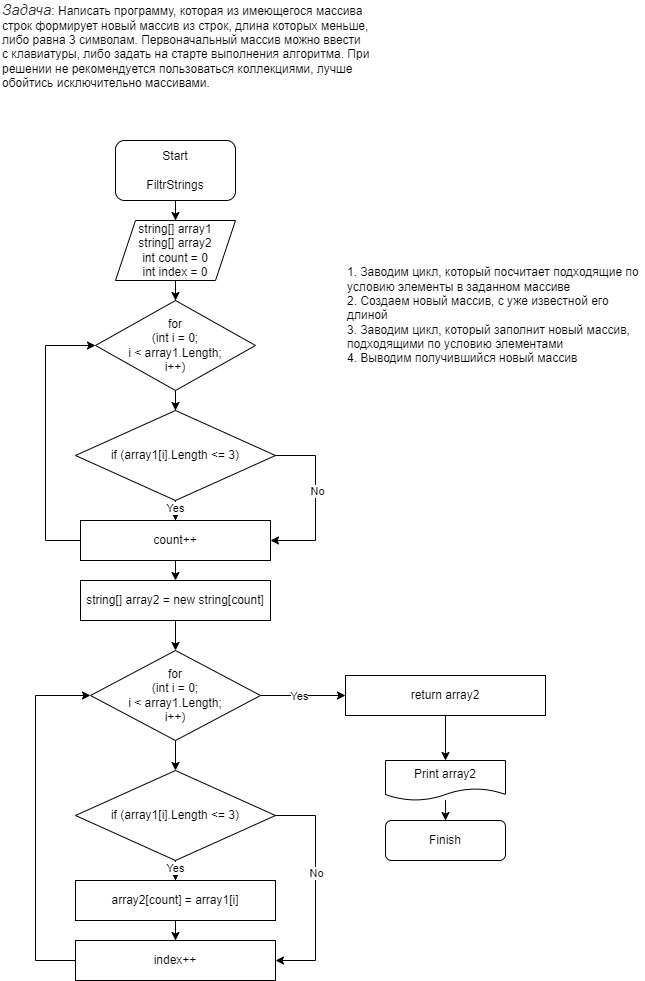 Задача: Написать программу, которая из имеющегося массива
строк формирует новый массив из строк, длина которых меньше,
либо равна 3 символам. Первоначальный массив можно ввести
с клавиатуры, либо задать на старте выполнения алгоритма. При
решении не рекомендуется пользоваться коллекциями, лучше
обойтись исключительно массивами.
Start
FiltrStrings
string[] array1
string[] array2
int count = 0
int index = 0
1. Заводим цикл, который посчитает подходящие по
условию элементы в заданном массиве
2. Создаем новый массив, с уже известной его
длиной
3. Заводим цикл, который заполнит новый массив,
подходящими по условию элементами
4. Выводим получившийся новый массив
for
(int i = 0;
i < array1.Length;
i++)
if (array1[i].Length <= 3)
No
Yes
count++
string[] array2 = new string[count]
for
(int i = 0;
i < array1.Length;
i++)
Yes
return array2
Print array2
Finish
if (array1[i].Length <= 3)
Yes
No
array2[count] = array1[i]
index++